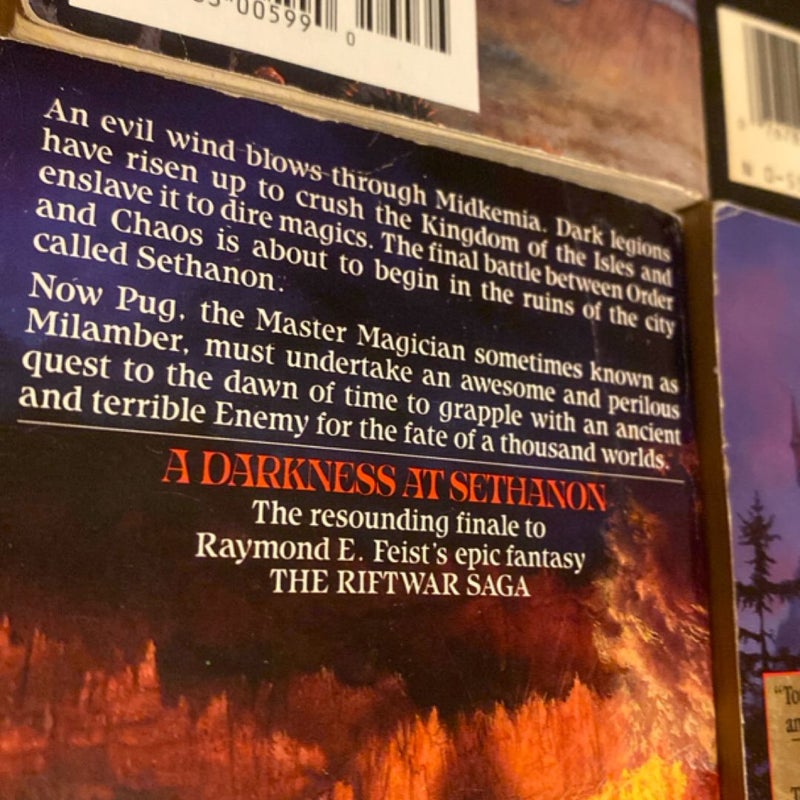 00599
0
An evil wind blows through Midkemia. Dark legions
have risen up to crush the Kingdom of the Isles and
enslave it to dire magics. The final battle between Order
and Chaos is about to begin in the ruins of the city
called Sethanon.
Now Pug, the Master Magician sometimes known as
Milamber, must undertake an awesome and perilous
quest to the dawn of time to grapple with an ancient
and terrible Enemy for the fate of a thousand worlds.
A DARKNESS AT SETHANON
The resounding finale to
Raymond E. Feist's epic fantasy
THE RIFTWAR SAGA